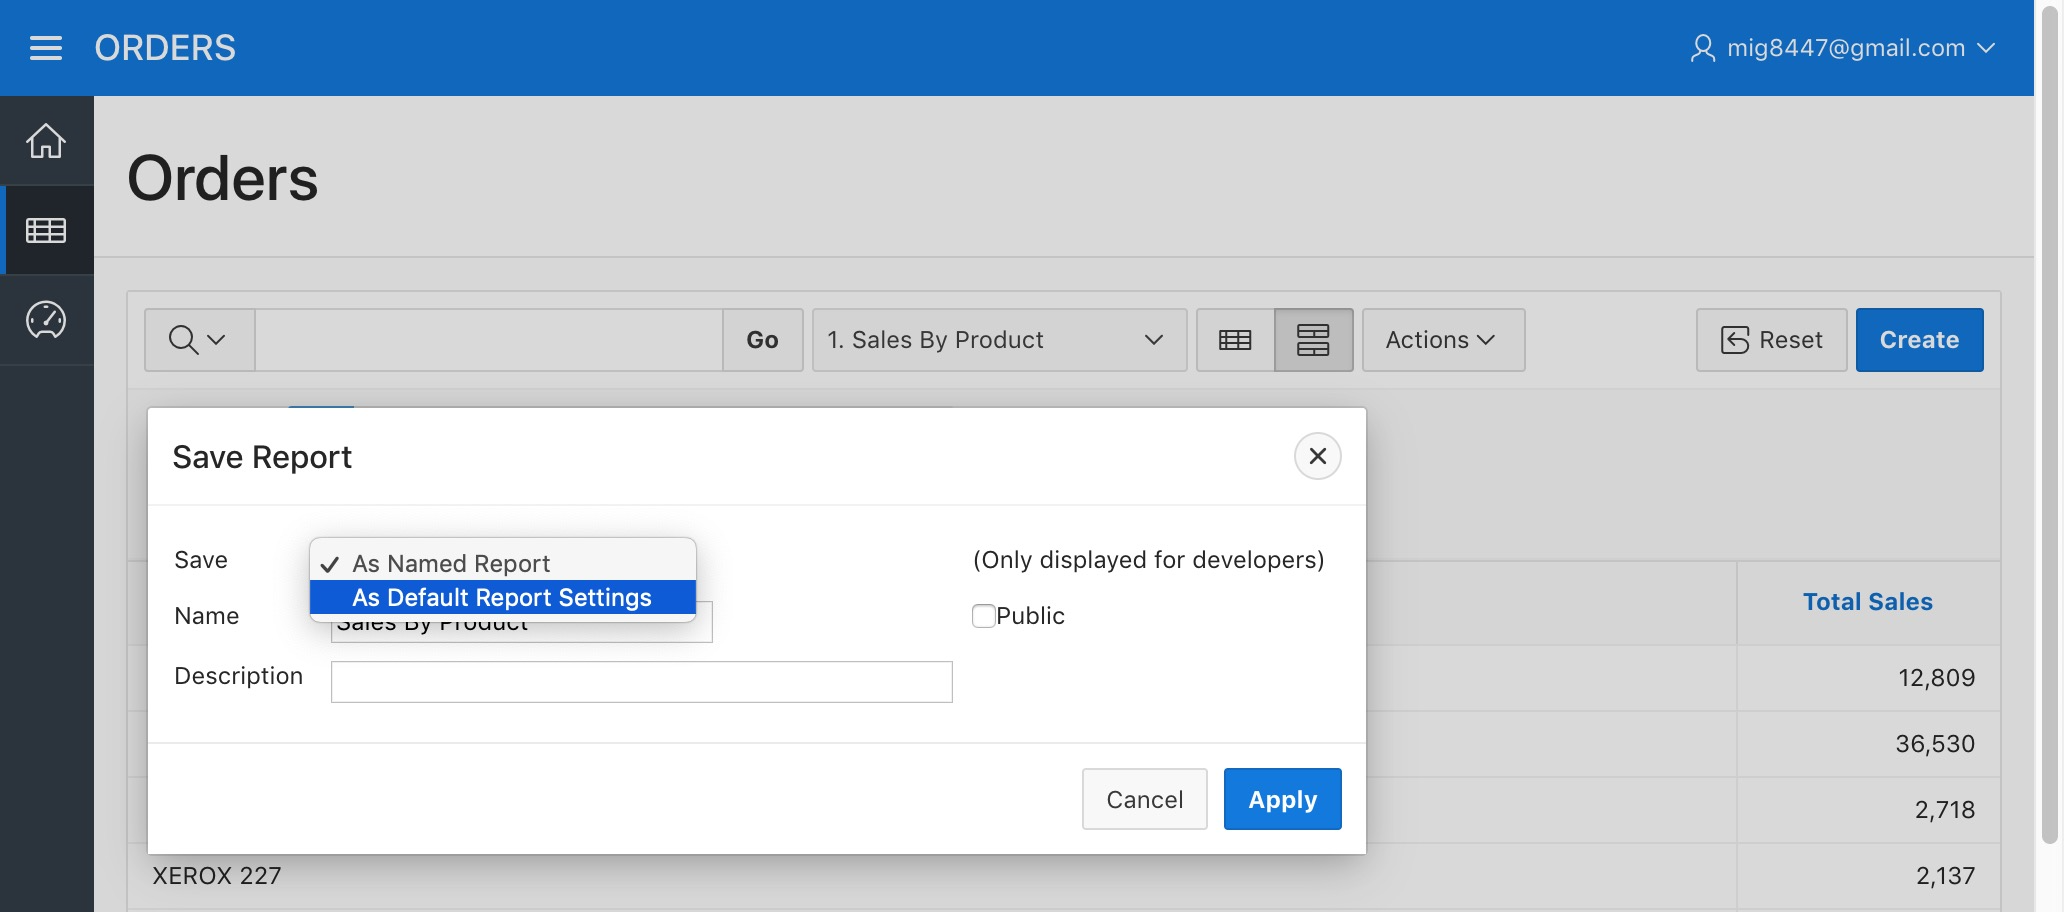 ORDERS
mig8447@gmail.com
Orders
Go
1. Sales By Product
Actions
Reset
Create
Save Report
Save
As Named Report
(Only displayed for developers)
As Default Report Settings
Name
Sales By Product
Public
Description
Cancel
Apply
Total Sales
12,809
36,530
2,718
XEROX 227
2,137